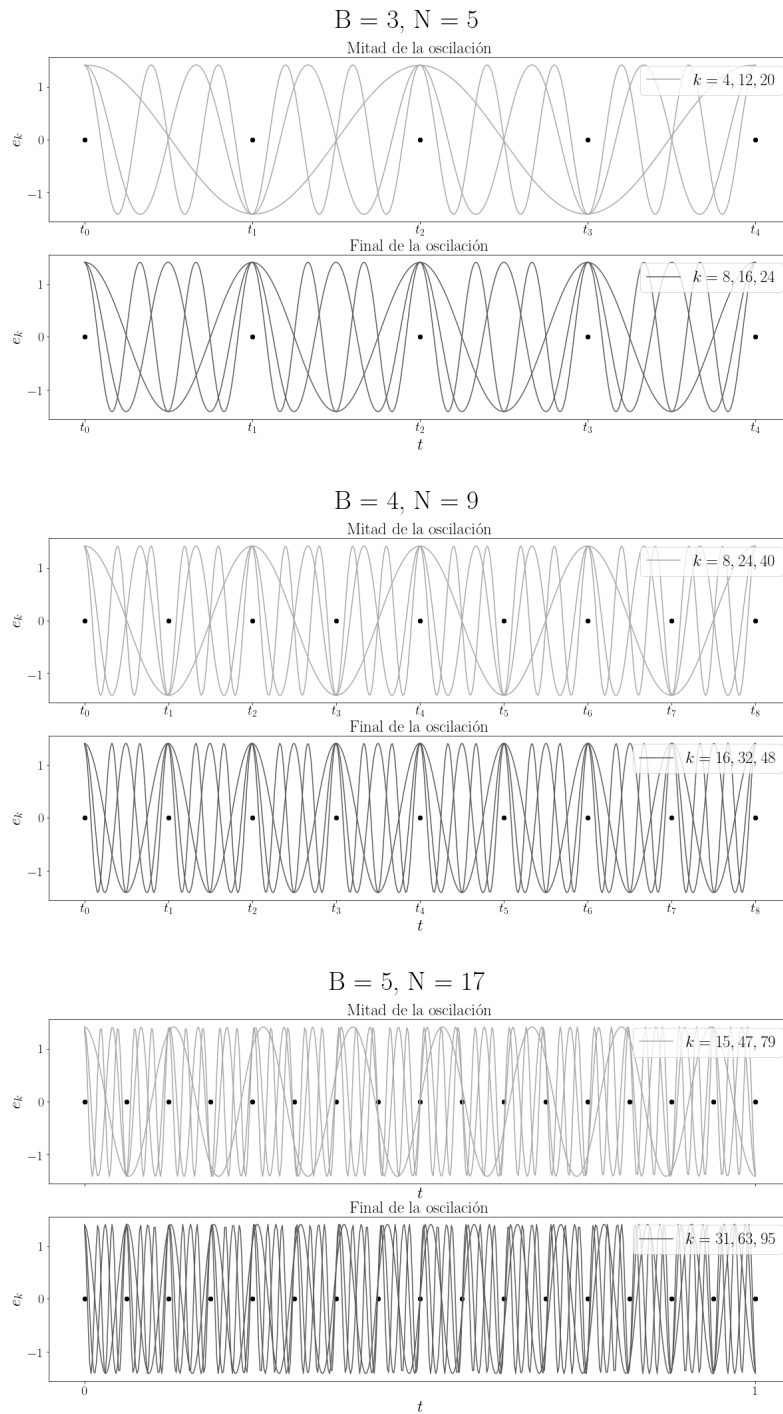 B = 3, N = 5
Mitad de la oscilación
k = 4, 12, 20
1
0
−1
e_k
t_0 t_1 t_2 t_3 t_4
Final de la oscilación
k = 8, 16, 24
1
0
−1
e_k
t_0 t_1 t_2 t_3 t_4
t
B = 4, N = 9
Mitad de la oscilación
k = 8, 24, 40
1
0
−1
e_k
t_0 t_1 t_2 t_3 t_4 t_5 t_6 t_7 t_8
Final de la oscilación
k = 16, 32, 48
1
0
−1
e_k
t_0 t_1 t_2 t_3 t_4 t_5 t_6 t_7 t_8
t
B = 5, N = 17
Mitad de la oscilación
k = 15, 47, 79
1
0
−1
e_k
t
Final de la oscilación
k = 31, 63, 95
1
0
−1
e_k
0 1
t